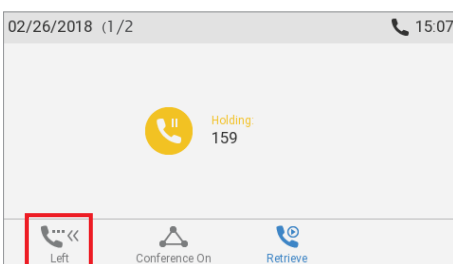 02/26/2018 (1/2 15:07
Holding:
159
Left Conference On Retrieve